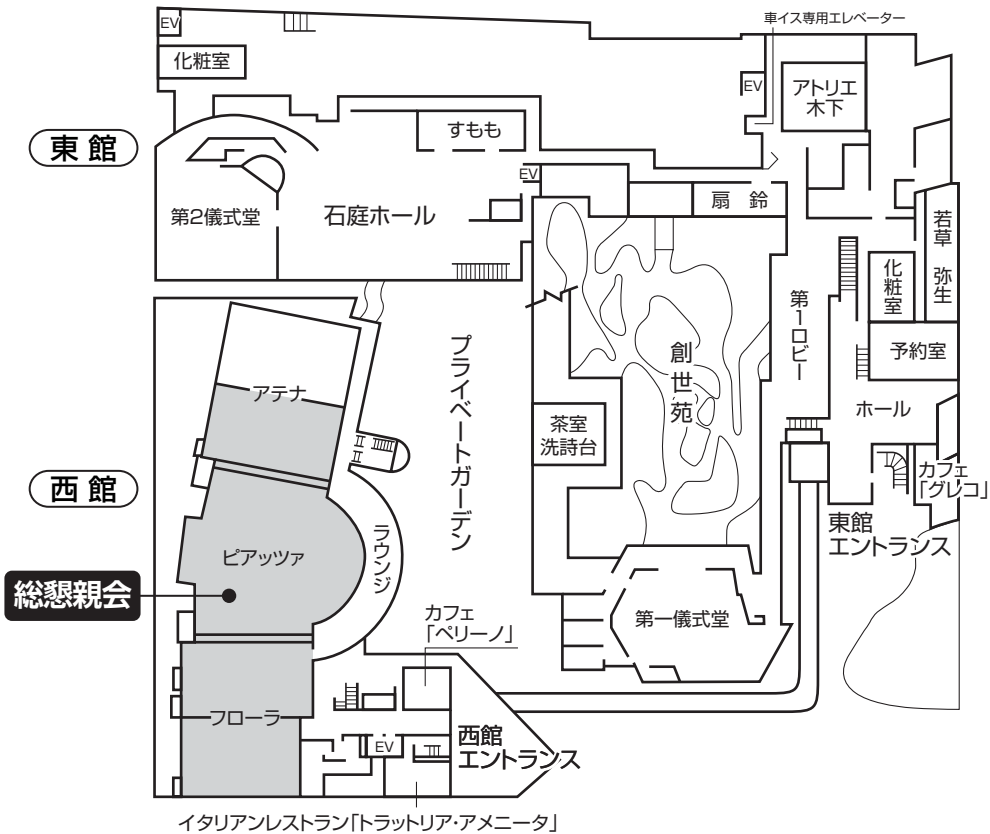 車イス専用エレベーター
EV
化粧室
EV
アトリエ
木下
東 館
すもも
EV
第2儀式堂
石庭ホール
扇 鈴
若草 弥生
化粧室
第1ロビー
予約室
創世苑
プライベートガーデン
アテナ
ホール
茶室
洗詩台
カフェ
「グレコ」
西 館
東館
エントランス
ラウンジ
ピアッツァ
総懇親会
カフェ
「ペリーノ」
第一儀式堂
フローラ
EV
西館
エントランス
イタリアンレストラン「トラットリア・アメニータ」